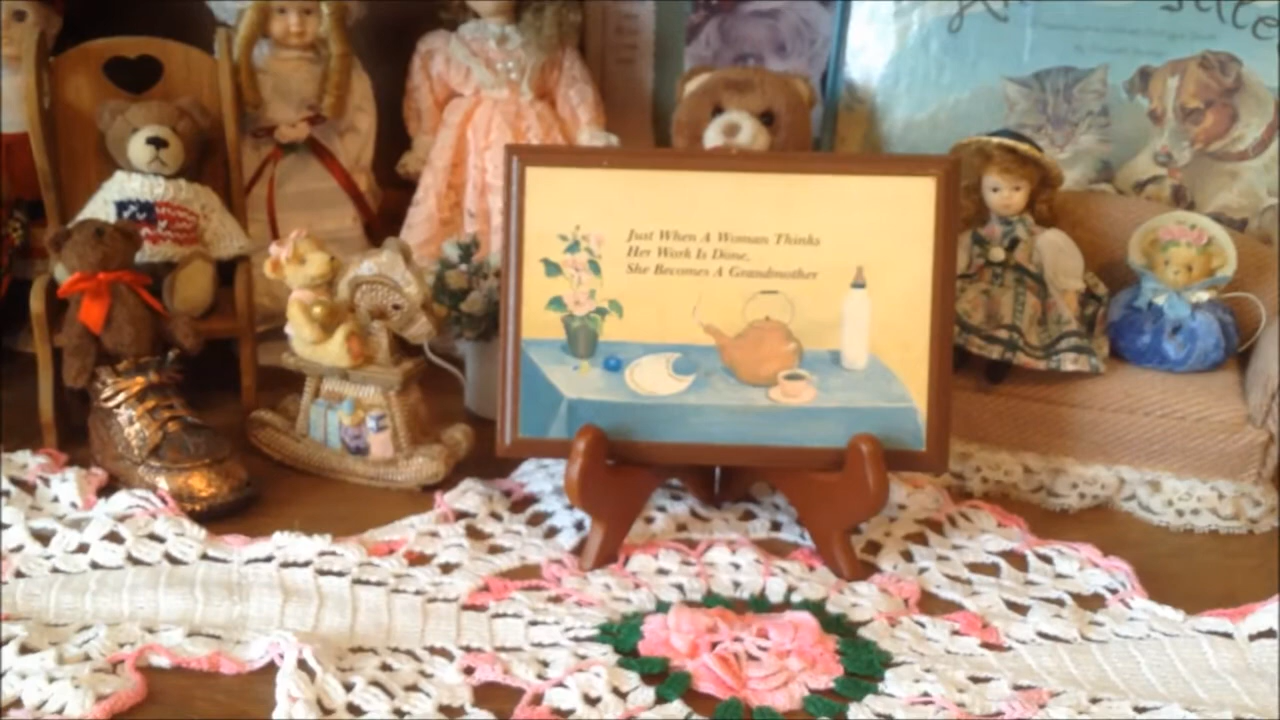 Just When A Woman Thinks
Her Work Is Done,
She Becomes A Grandmother